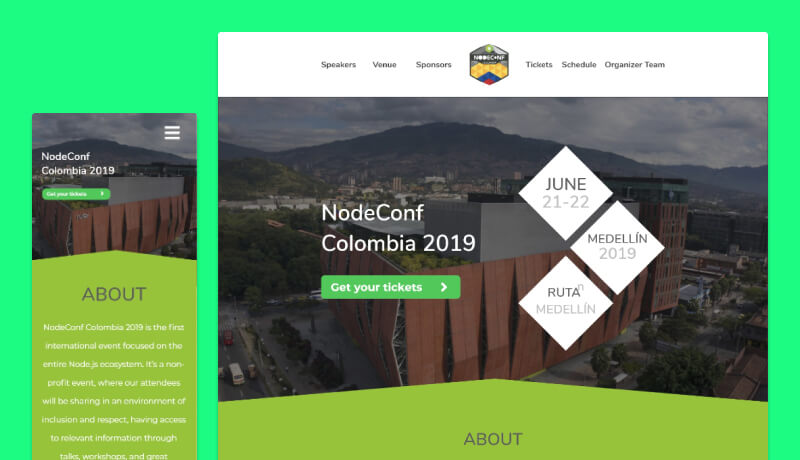 NodeConf
Colombia 2019
Get your tickets
ABOUT
NodeConf Colombia 2019 is the first
international event focused on the
entire Node.js ecosystem. It's a non-
profit event, where our attendees
will be sharing in an environment of
inclusion and respect, having access
to relevant information through
talks, workshops, and great
Speakers
Venue
Sponsors
NODECONF
Tickets
Schedule
Organizer Team
NodeConf
Colombia 2019
Get your tickets
JUNE
21-22
MEDELLÍN
2019
RUTAn
MEDELLÍN
ABOUT